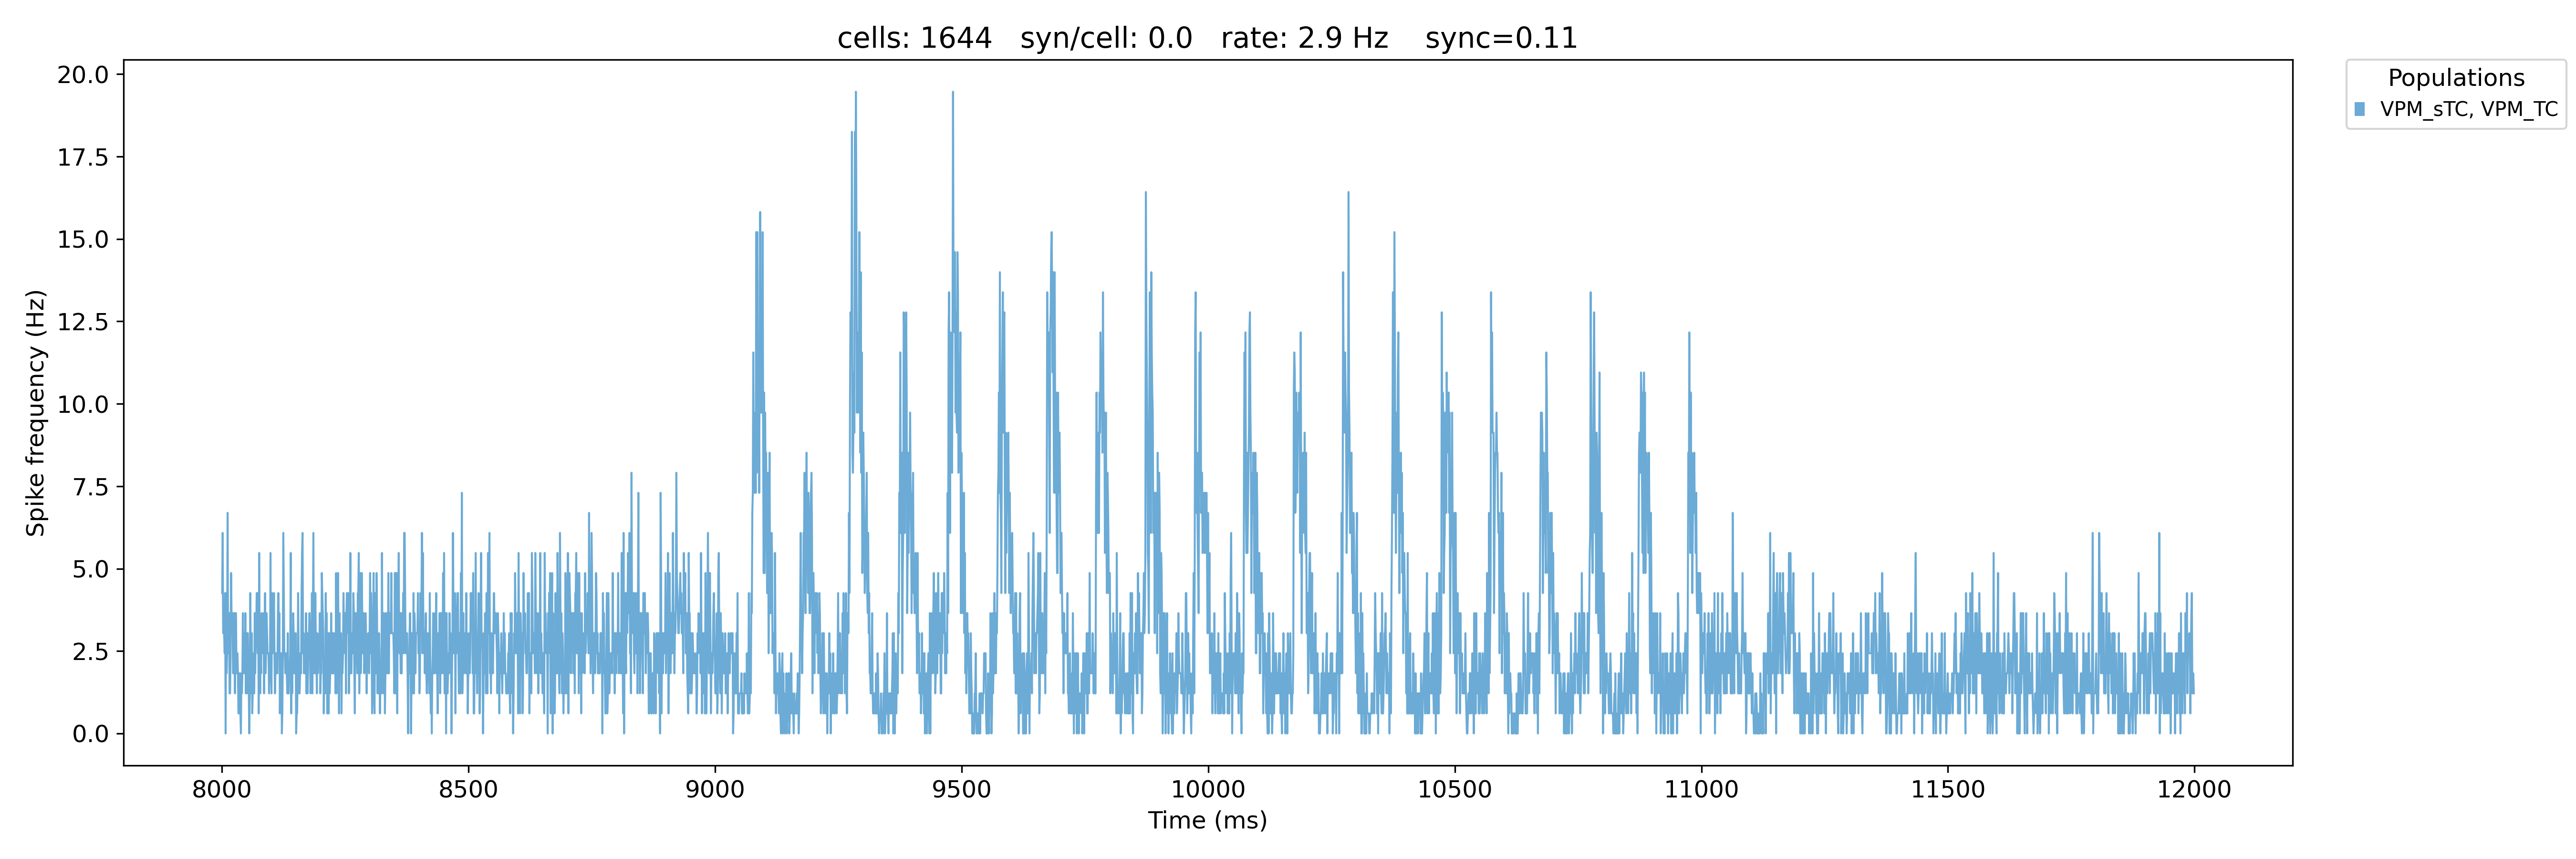 cells: 1644   syn/cell: 0.0   rate: 2.9 Hz    sync=0.11
Populations
VPM_sTC, VPM_TC
Spike frequency (Hz)
20.0
17.5
15.0
12.5
10.0
7.5
5.0
2.5
0.0
8000 8500 9000 9500 10000 10500 11000 11500 12000
Time (ms)